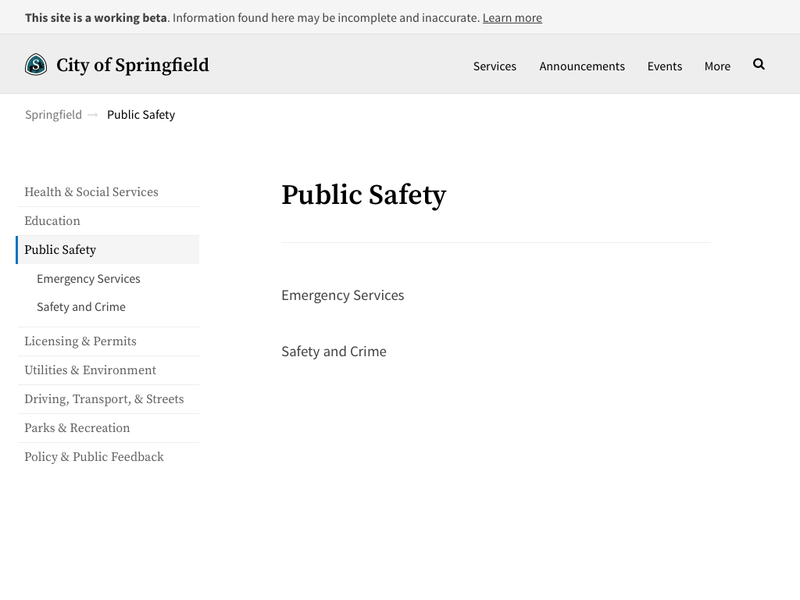 This site is a working beta. Information found here may be incomplete and inaccurate. Learn more
S City of Springfield
Services Announcements Events More
Springfield → Public Safety
Health & Social Services
Education
Public Safety
Emergency Services
Safety and Crime
Licensing & Permits
Utilities & Environment
Driving, Transport, & Streets
Parks & Recreation
Policy & Public Feedback
Public Safety
Emergency Services
Safety and Crime